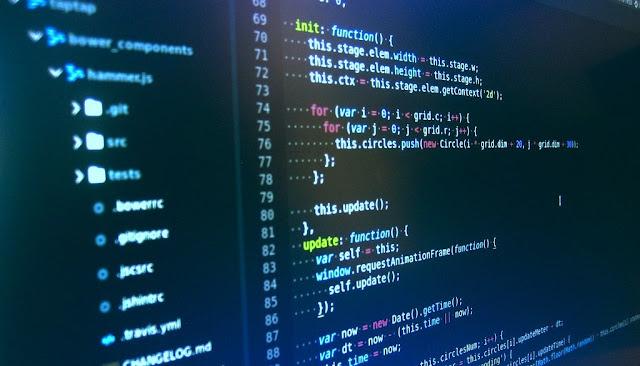 taptap
bower_components
hammer.js
.git
src
tests
.bowerrc
.gitignore
.jscsrc
.jshintrc
.travis.yml
CHANGELOG.md
68
69 init: function() {
70 this.stage.elem.width = this.stage.w;
71 this.stage.elem.height = this.stage.h;
72 this.ctx = this.stage.elem.getContext('2d');
73
74 for (var i = 0; i < grid.c; i++) {
75 for (var j = 0; j < grid.r; j++) {
76 this.circles.push(new Circle(i * grid.dim + 20, j * grid.dim + 30));
77 };
78 };
79
80 this.update();
81 },
82 update: function() {
83 var self = this;
84 window.requestAnimationFrame(function() {
85 self.update();
86 });
87 var now = new Date().getTime();
88 var dt = now - (this.time || now);
this.time = now;
this.circlesNum; i++) {